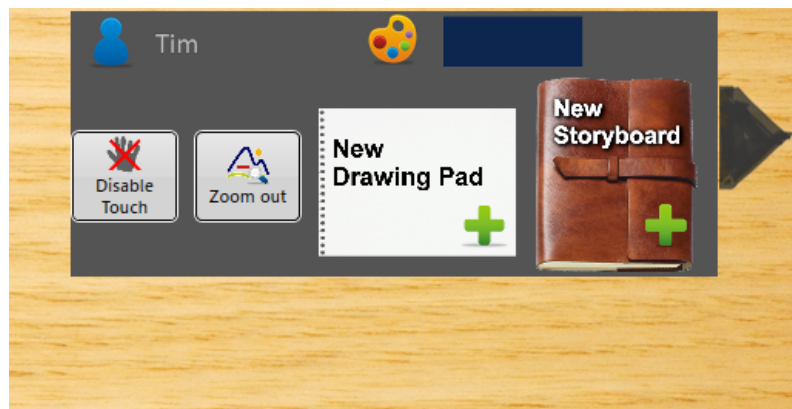 Tim
Disable
Touch
Zoom out
New
Drawing Pad
New
Storyboard